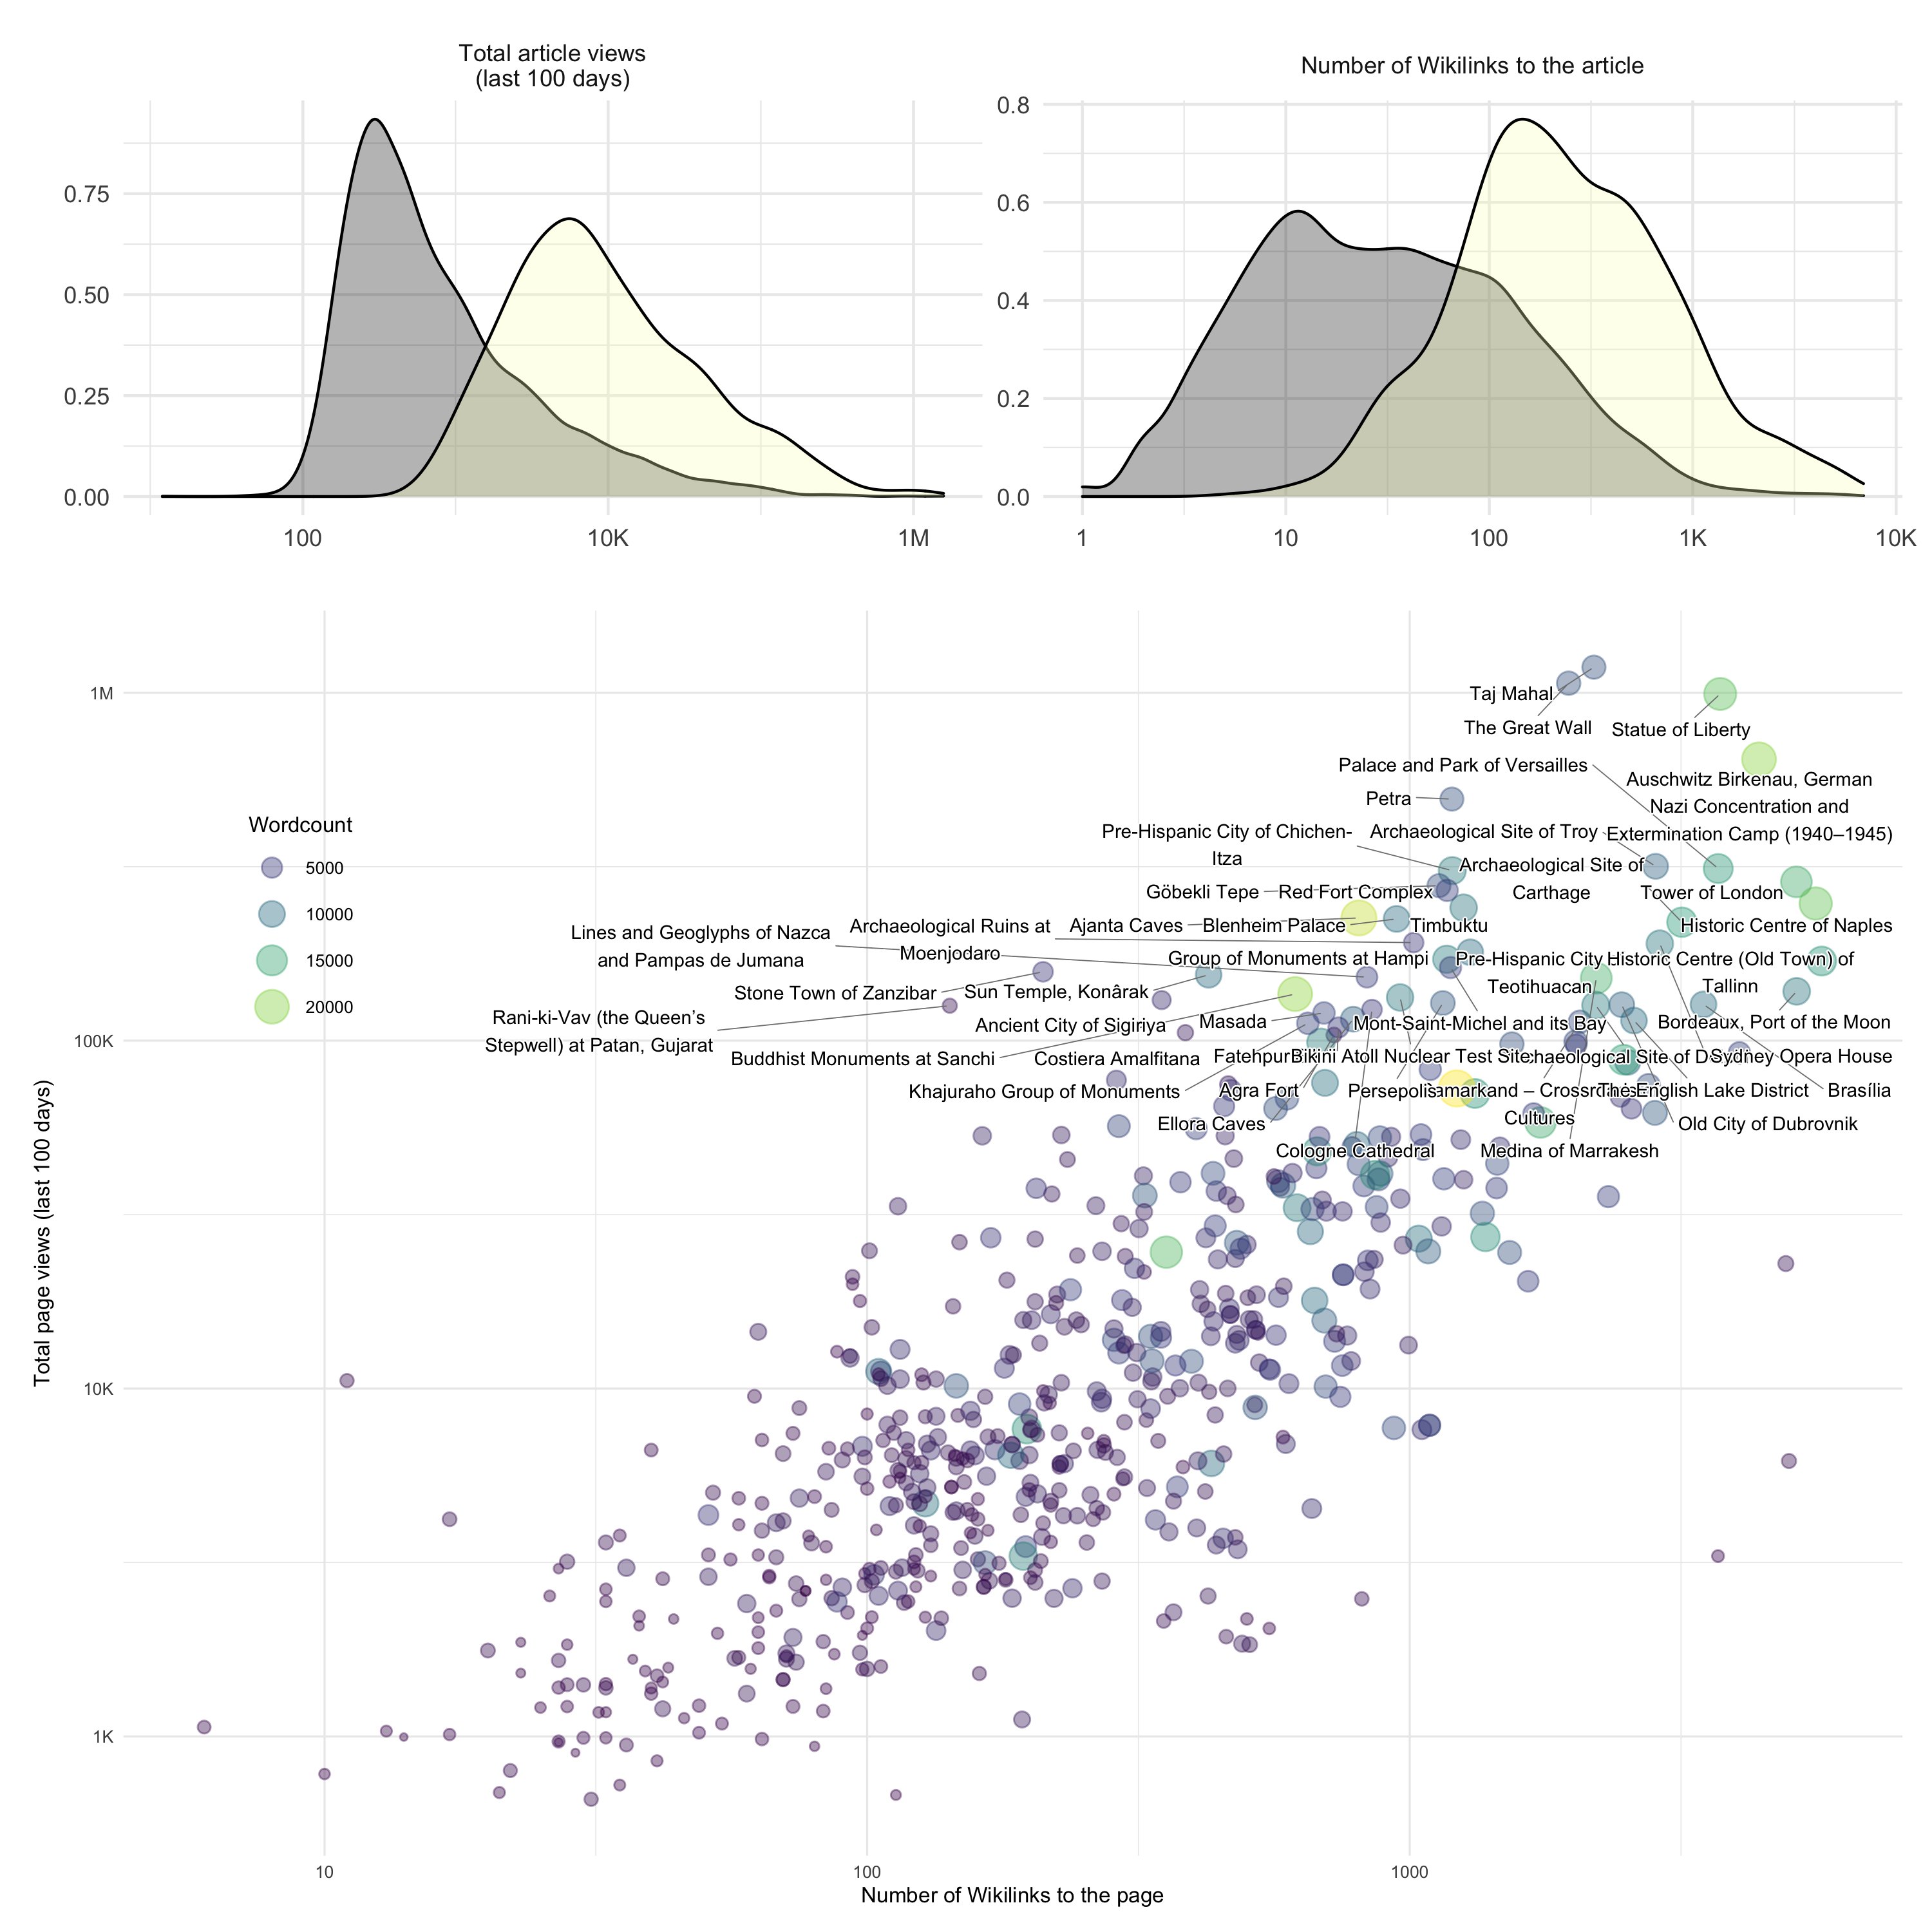 Total article views
(last 100 days)
Number of Wikilinks to the article
0.75
0.50
0.25
0.00
100
10K
1M
0.8
0.6
0.4
0.2
0.0
1
10
100
1K
10K
Total page views (last 100 days)
1M
100K
10K
1K
Wordcount
5000
10000
15000
20000
Taj Mahal
The Great Wall
Statue of Liberty
Palace and Park of Versailles
Auschwitz Birkenau, German
Nazi Concentration and
Extermination Camp (1940–1945)
Petra
Pre-Hispanic City of Chichen-
Itza
Archaeological Site of Troy
Archaeological Site of
Carthage
Göbekli Tepe
Red Fort Complex
Tower of London
Lines and Geoglyphs of Nazca
and Pampas de Jumana
Archaeological Ruins at
Moenjodaro
Ajanta Caves
Blenheim Palace
Timbuktu
Historic Centre of Naples
Group of Monuments at Hampi
Pre-Hispanic City
Teotihuacan
Historic Centre (Old Town) of
Tallinn
Stone Town of Zanzibar
Sun Temple, Konârak
Rani-ki-Vav (the Queen’s
Stepwell) at Patan, Gujarat
Ancient City of Sigiriya
Masada
Mont-Saint-Michel and its Bay
Bordeaux, Port of the Moon
Buddhist Monuments at Sanchi
Costiera Amalfitana
Fatehpur
Bikini Atoll Nuclear Test Site
Site of
Sydney Opera House
Khajuraho Group of Monuments
Agra Fort
Persepolis
amarkand – Crossro
Cultures
English Lake District
Brasília
Ellora Caves
Old City of Dubrovnik
Cologne Cathedral
Medina of Marrakesh
10
100
1000
Number of Wikilinks to the page